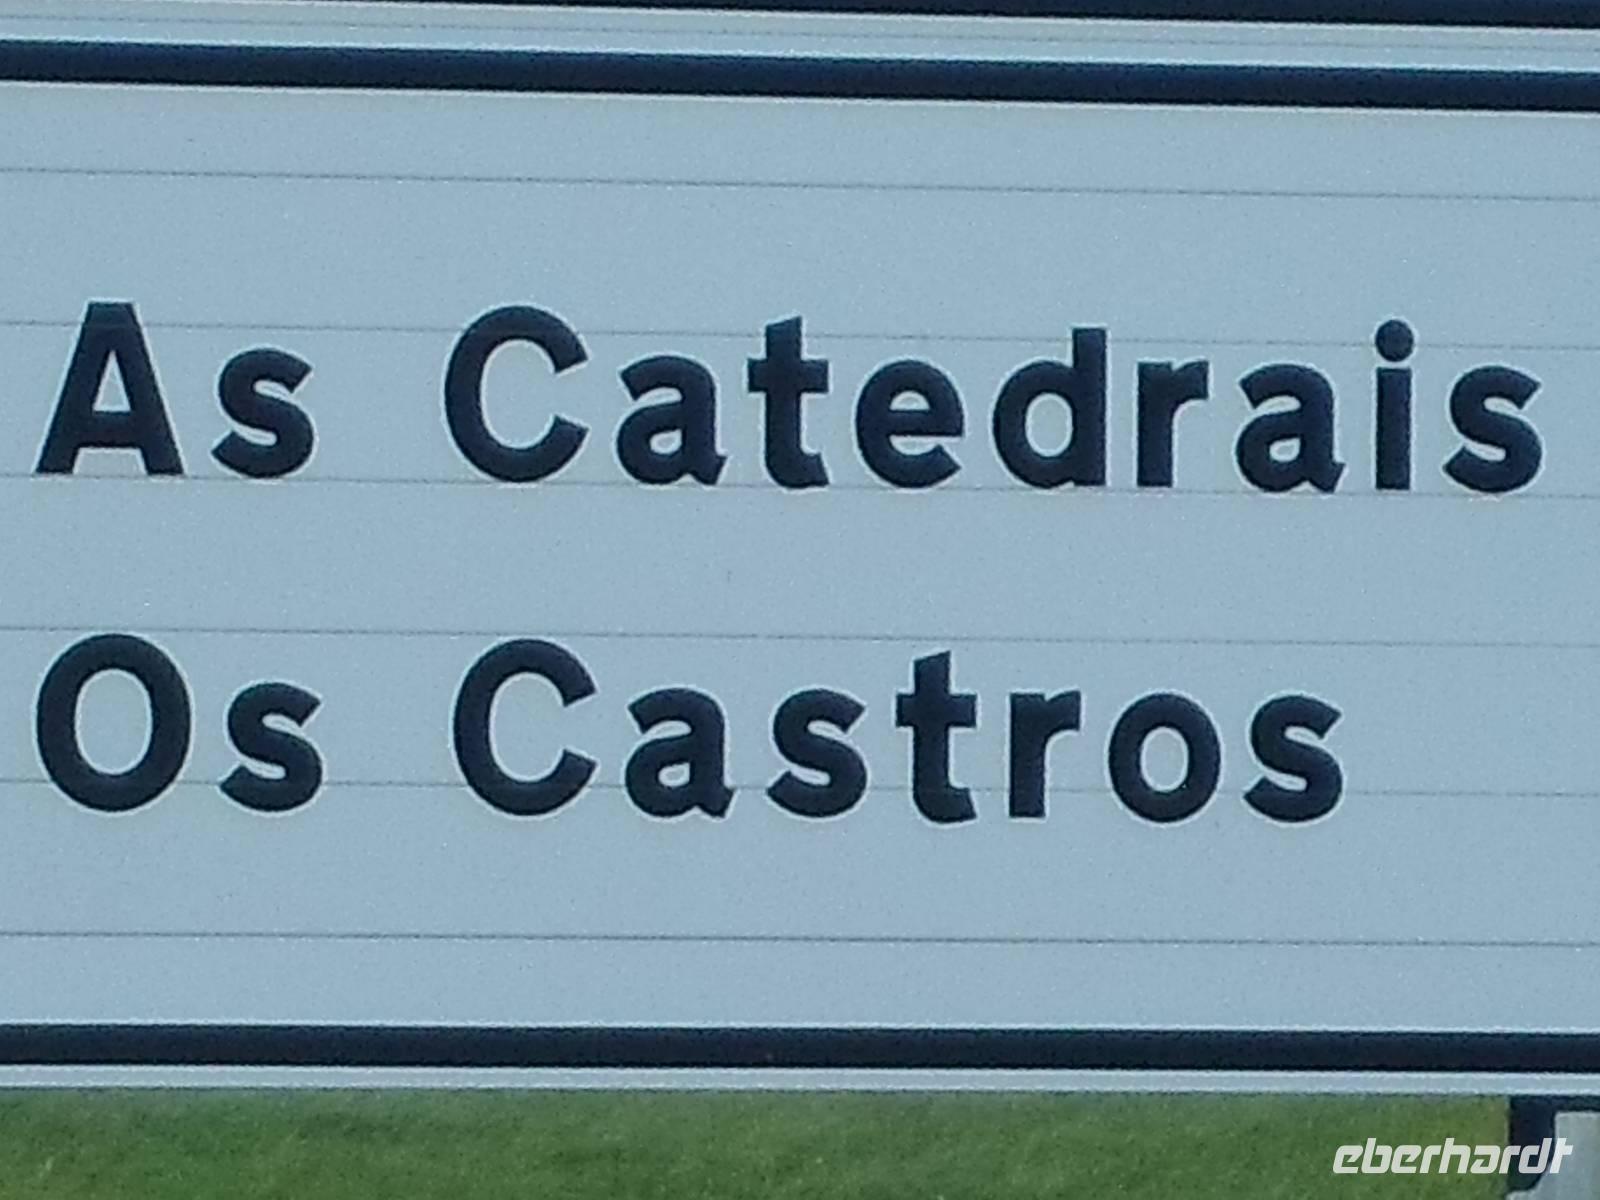 As Catedrais
Os Castros
eberhardt